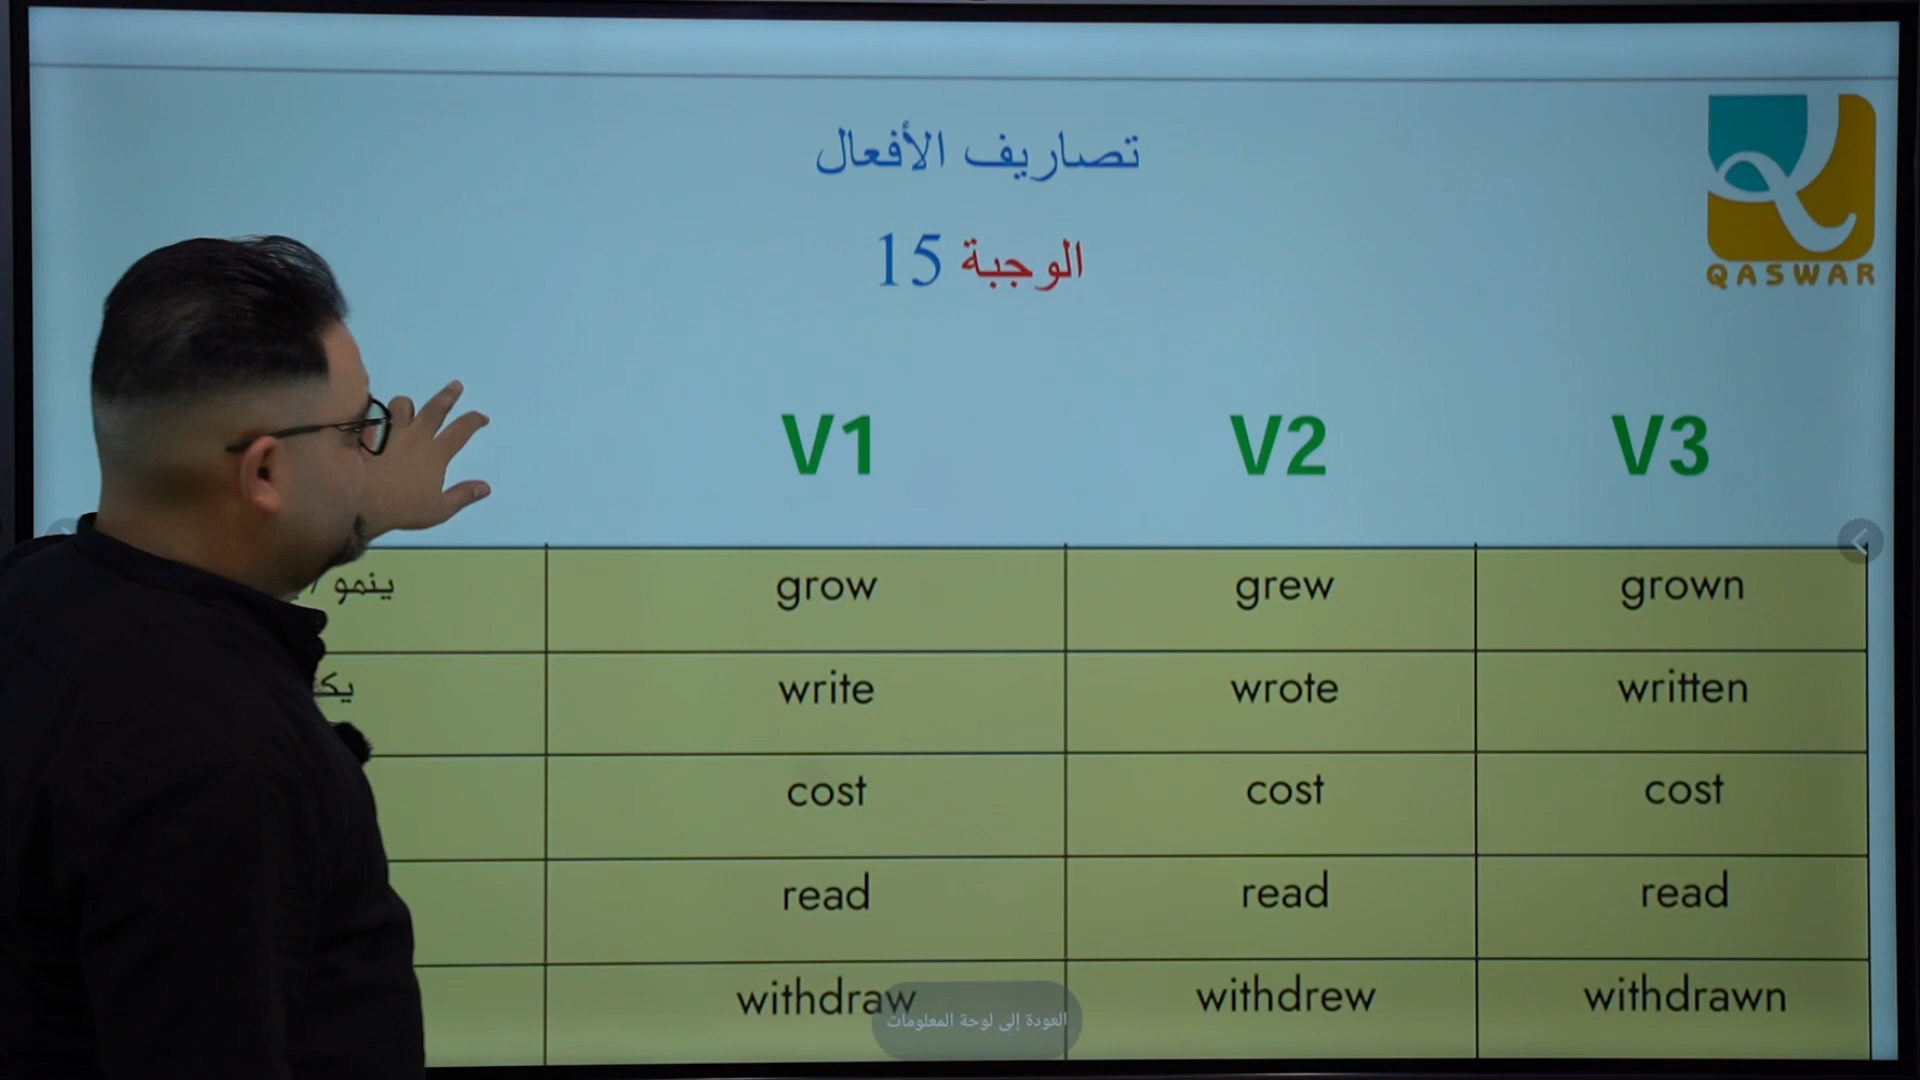 تصاريف الأفعال
الوجبة 15
QASWAR
V1 V2 V3
ينمو / grow grew grown
write wrote written
cost cost cost
read read read
withdraw withdrew withdrawn
العودة إلى لوحة المعلومات